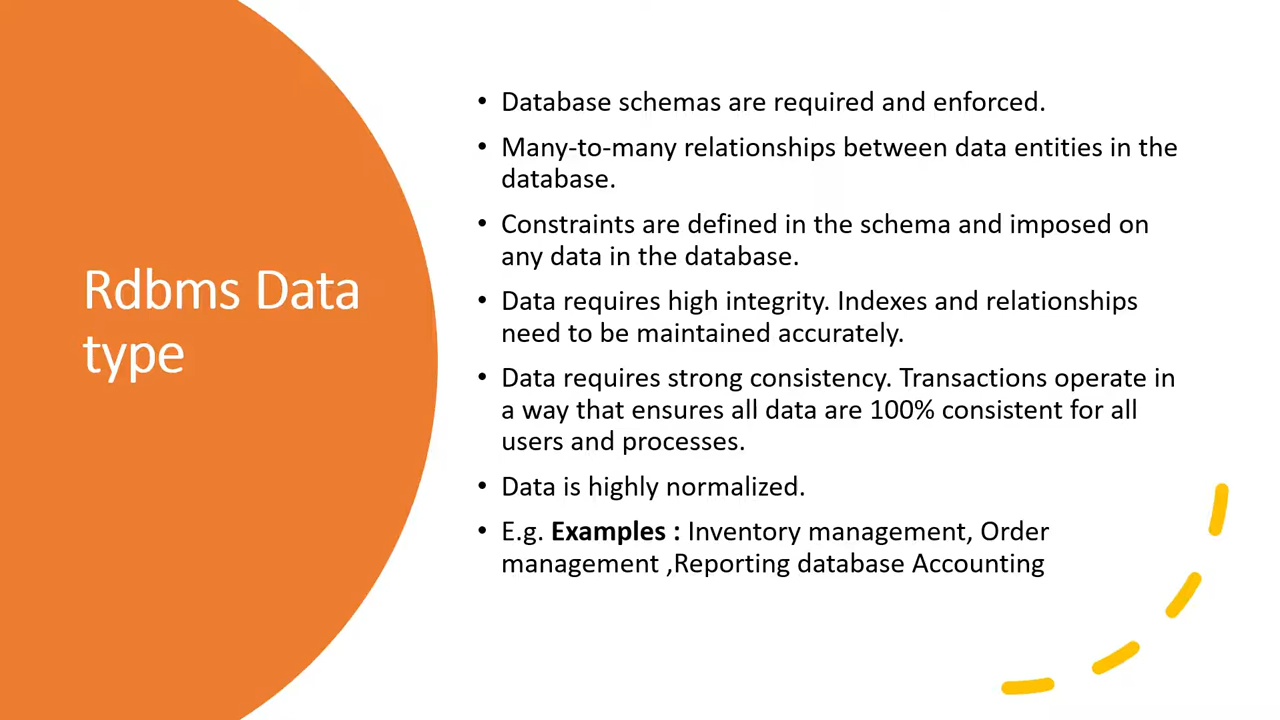 Rdbms Data
type
• Database schemas are required and enforced.
• Many-to-many relationships between data entities in the
database.
• Constraints are defined in the schema and imposed on
any data in the database.
• Data requires high integrity. Indexes and relationships
need to be maintained accurately.
• Data requires strong consistency. Transactions operate in
a way that ensures all data are 100% consistent for all
users and processes.
• Data is highly normalized.
• E.g. Examples : Inventory management, Order
management ,Reporting database Accounting